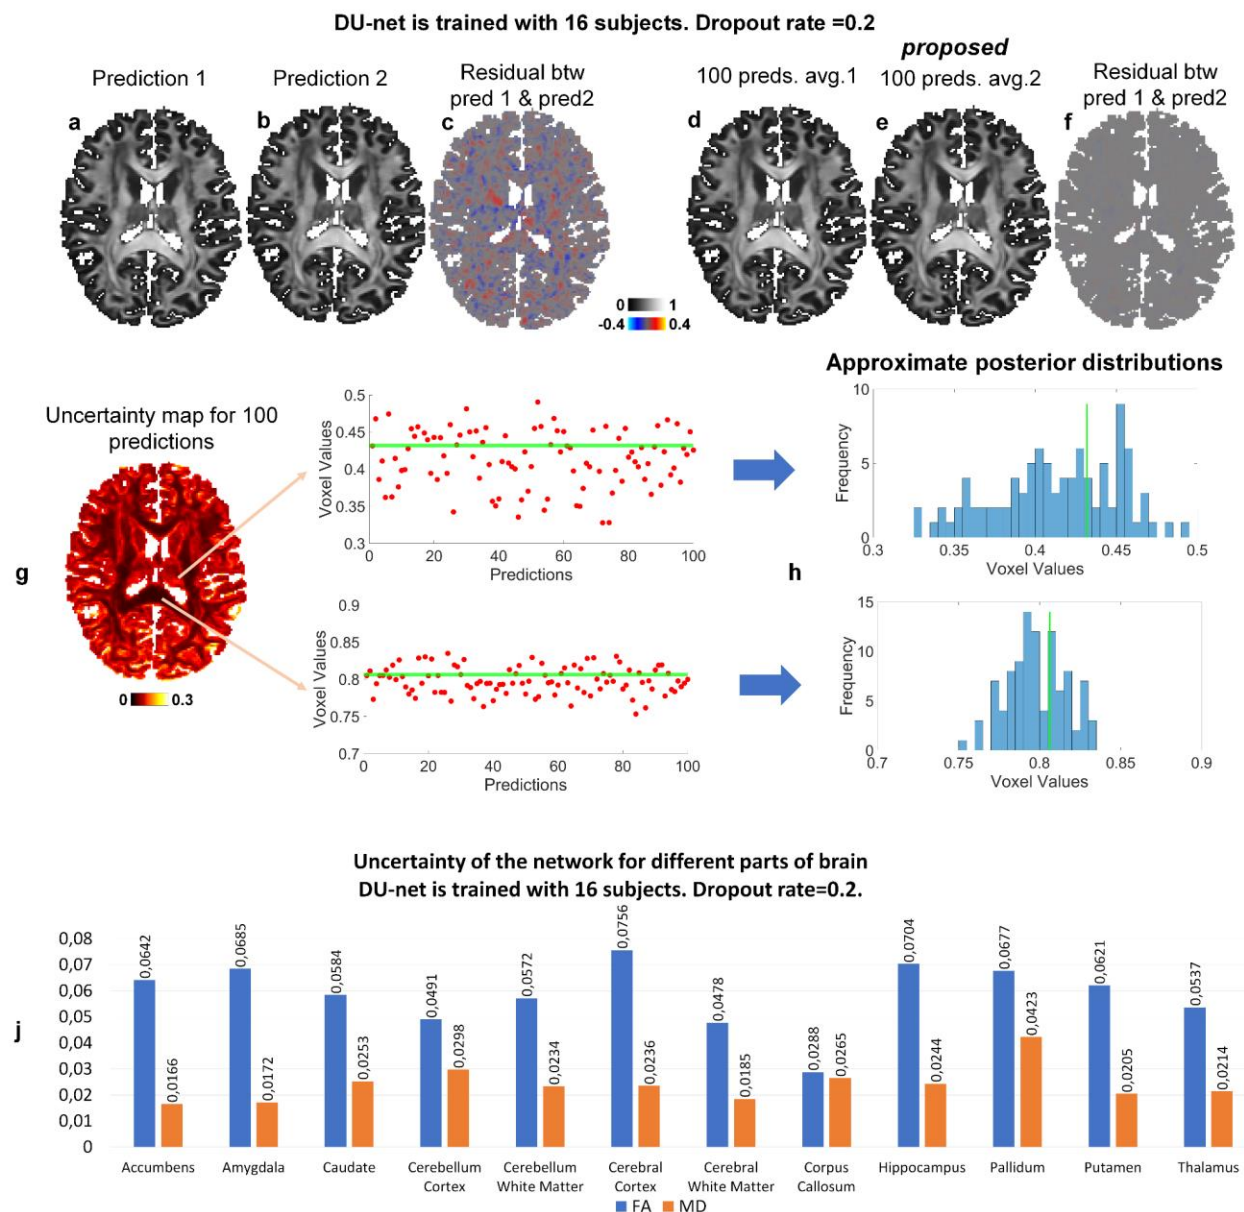 DU-net is trained with 16 subjects. Dropout rate =0.2
proposed
Prediction 1
Prediction 2
Residual btw
pred 1 & pred2
100 preds. avg.1
100 preds. avg.2
Residual btw
pred 1 & pred2
a
b
c
d
e
f
0 1
-0.4 0.4
Approximate posterior distributions
Uncertainty map for 100
predictions
g
0 0.3
0.5
0.45
0.4
0.35
0.3
Voxel Values
0 20 40 60 80 100
Predictions
10
5
0
Frequency
0.3 0.35 0.4 0.45 0.5
Voxel Values
h
0.9
0.85
0.8
0.75
0.7
Voxel Values
0 20 40 60 80 100
Predictions
15
10
5
0
Frequency
0.7 0.75 0.8 0.85 0.9
Voxel Values
Uncertainty of the network for different parts of brain
DU-net is trained with 16 subjects. Dropout rate=0.2.
j
0,08
0,07
0,06
0,05
0,04
0,03
0,02
0,01
0
0,0642
0,0166
0,0685
0,0172
0,0584
0,0253
0,0491
0,0298
0,0572
0,0234
0,0756
0,0236
0,0478
0,0185
0,0288
0,0265
0,0704
0,0244
0,0677
0,0423
0,0621
0,0205
0,0537
0,0214
Accumbens
Amygdala
Caudate
Cerebellum
Cortex
Cerebellum
White Matter
Cerebral
Cortex
Cerebral
White Matter
Corpus
Callosum
Hippocampus
Pallidum
Putamen
Thalamus
FA MD